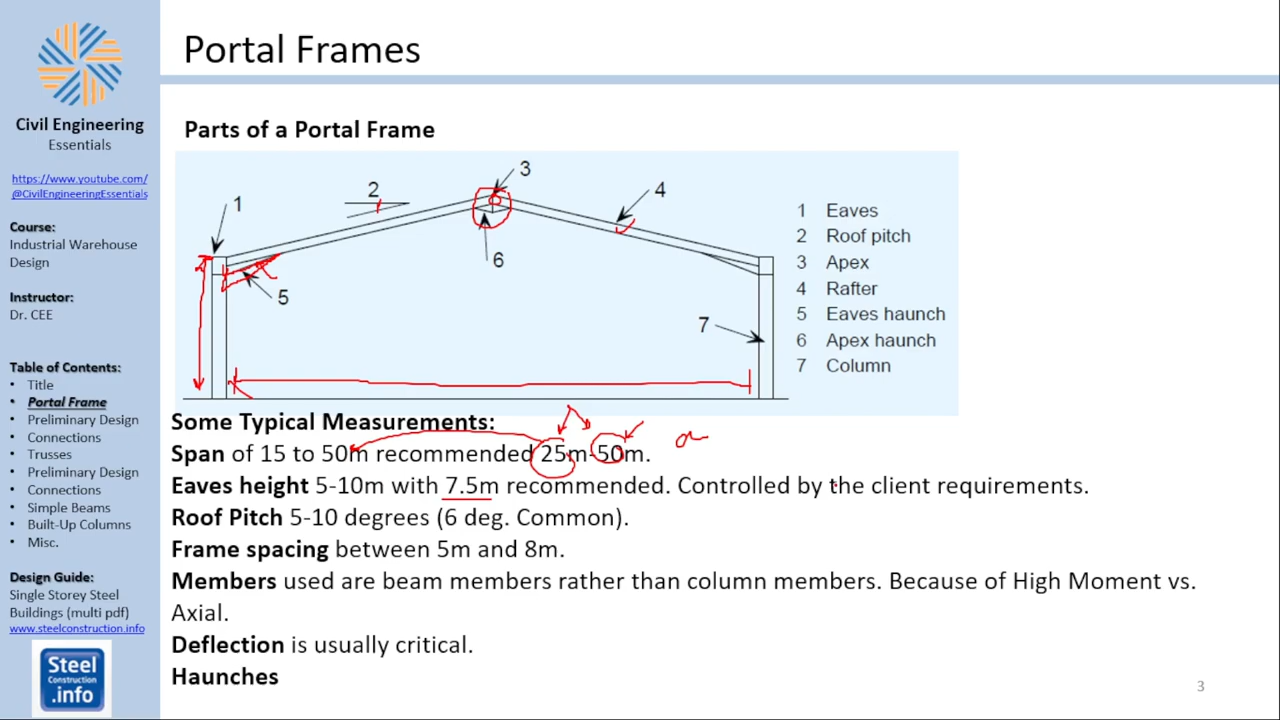 Portal Frames
Civil Engineering
Essentials
https://www.youtube.com/
@CivilEngineeringEssentials
Course:
Industrial Warehouse
Design
Instructor:
Dr. CEE
Table of Contents:
• Title
• Portal Frame
• Preliminary Design
• Connections
• Trusses
• Preliminary Design
• Connections
• Simple Beams
• Built-Up Columns
• Misc.
Design Guide:
Single Storey Steel
Buildings (multi pdf)
www.steelconstruction.info
Steel
Construction
.info
Parts of a Portal Frame
1
2
3
4
5
6
7
1 Eaves
2 Roof pitch
3 Apex
4 Rafter
5 Eaves haunch
6 Apex haunch
7 Column
Some Typical Measurements:
Span of 15 to 50m recommended 25m-50m.
Eaves height 5-10m with 7.5m recommended. Controlled by the client requirements.
Roof Pitch 5-10 degrees (6 deg. Common).
Frame spacing between 5m and 8m.
Members used are beam members rather than column members. Because of High Moment vs.
Axial.
Deflection is usually critical.
Haunches
3